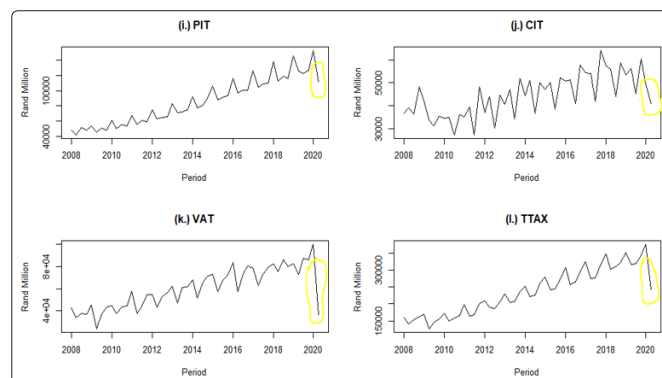 (i.) PIT
Rand Million
40000 100000
2008 2010 2012 2014 2016 2018 2020
Period
(j.) CIT
Rand Million
30000 50000
2008 2010 2012 2014 2016 2018 2020
Period
(k.) VAT
Rand Million
4e+04 8e+04
2008 2010 2012 2014 2016 2018 2020
Period
(l.) TTAX
Rand Million
150000 300000
2008 2010 2012 2014 2016 2018 2020
Period